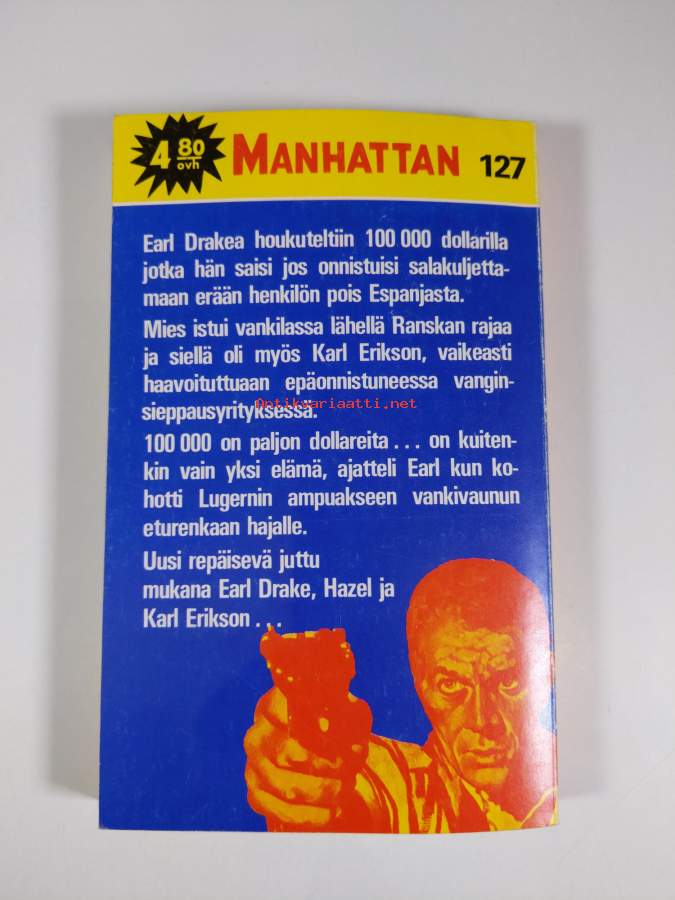 4 80 ovh MANHATTAN 127
Earl Drakea houkuteltiin 100 000 dollarilla
jotka hän saisi jos onnistuisi salakuljetta-
maan erään henkilön pois Espanjasta.
Mies istui vankilassa lähellä Ranskan rajaa
ja siellä oli myös Karl Erikson, vaikeasti
haavoituttuaan epäonnistuneessa vangin-
sieppausyrityksessä.
Antikvariaatti.net
100 000 on paljon dollareita... on kuiten-
kin vain yksi elämä, ajatteli Earl kun ko-
hotti Lugernin ampuakseen vankivaunun
eturenkaan hajalle.
Uusi repäisevä juttu
mukana Earl Drake, Hazel ja
Karl Erikson...